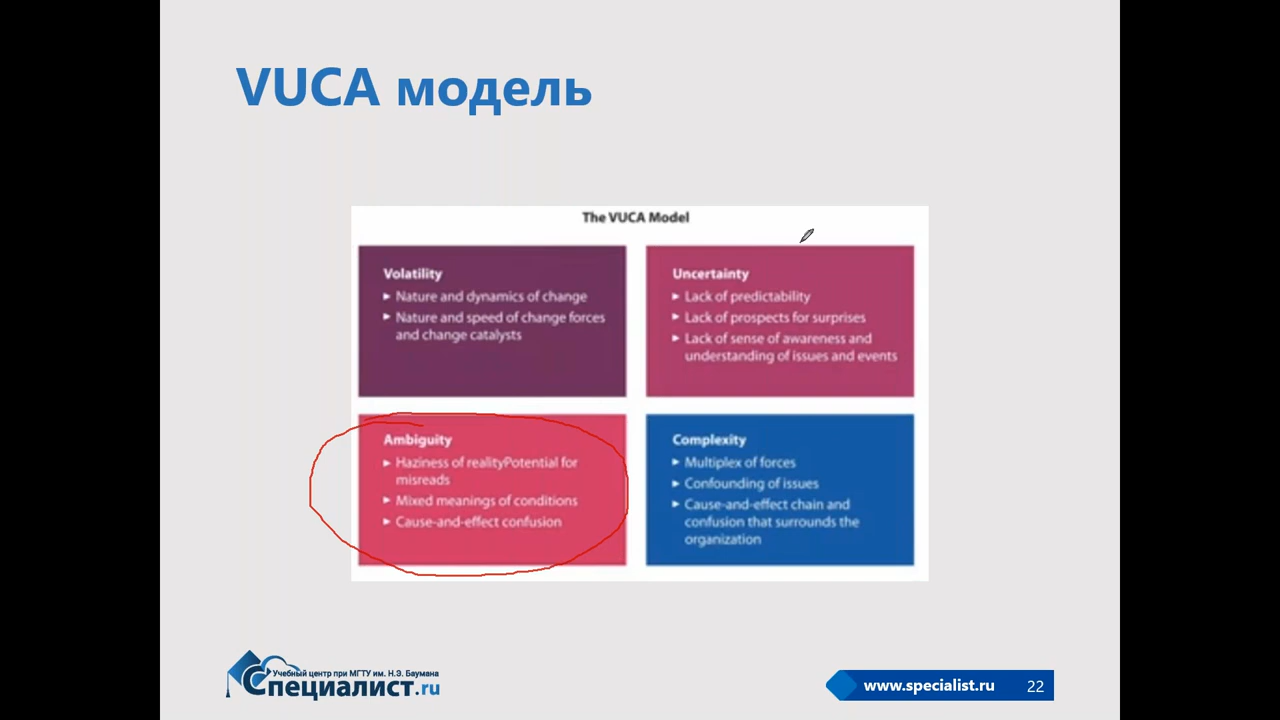 VUCA модель
The VUCA Model
Volatility
► Nature and dynamics of change
► Nature and speed of change forces
and change catalysts
Uncertainty
► Lack of predictability
► Lack of prospects for surprises
► Lack of sense of awareness and
understanding of issues and events
Ambiguity
► Haziness of realityPotential for
misreads
► Mixed meanings of conditions
► Cause-and-effect confusion
Complexity
► Multiplex of forces
► Confounding of issues
► Cause-and-effect chain and
confusion that surrounds the
organization
Учебный центр при МГТУ им. Н.Э. Баумана
Специалист.ru
www.specialist.ru 22